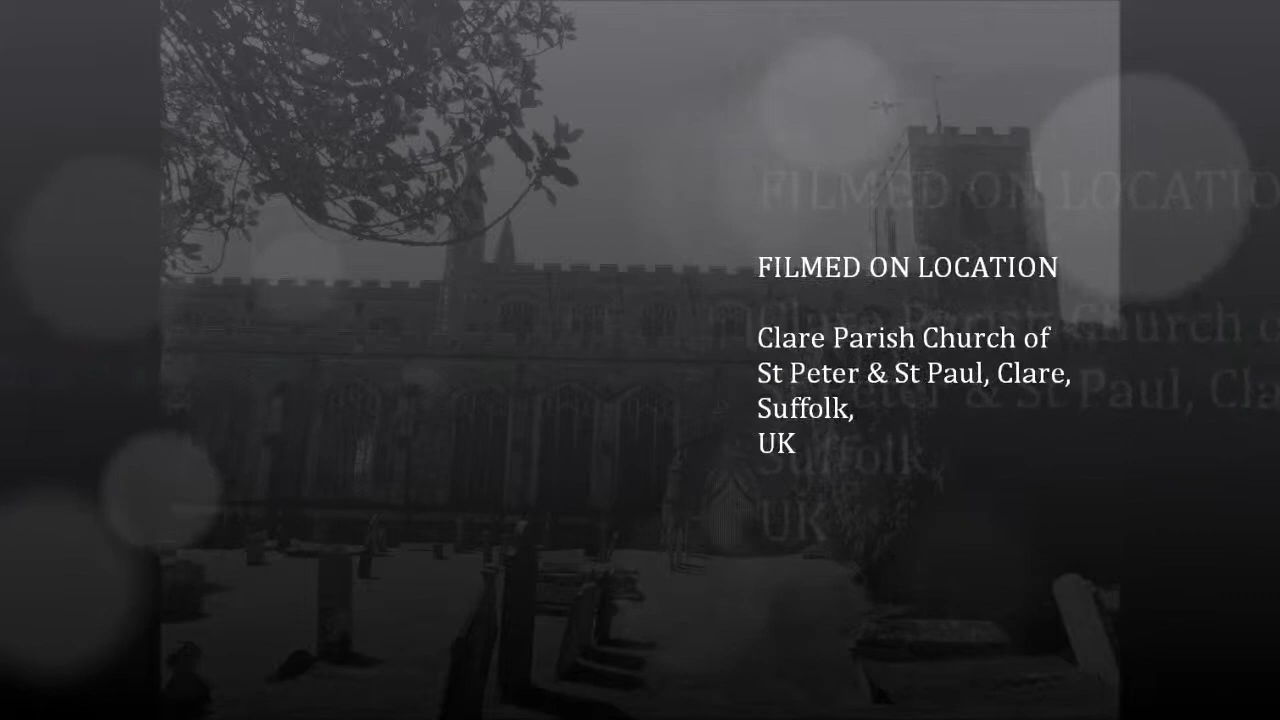 FILMED ON LOCATION
Clare Parish Church of
St Peter & St Paul, Clare,
Suffolk,
UK